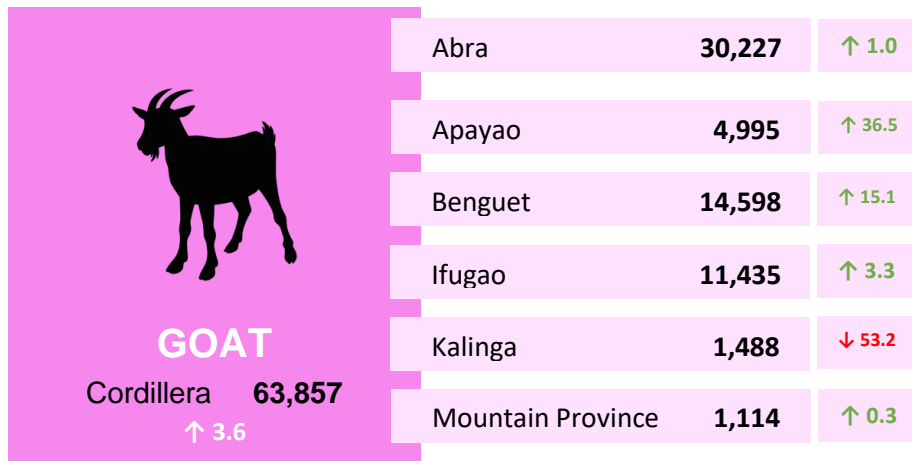 GOAT
Cordillera 63,857
↑ 3.6
Abra 30,227 ↑ 1.0
Apayao 4,995 ↑ 36.5
Benguet 14,598 ↑ 15.1
Ifugao 11,435 ↑ 3.3
Kalinga 1,488 ↓ 53.2
Mountain Province 1,114 ↑ 0.3